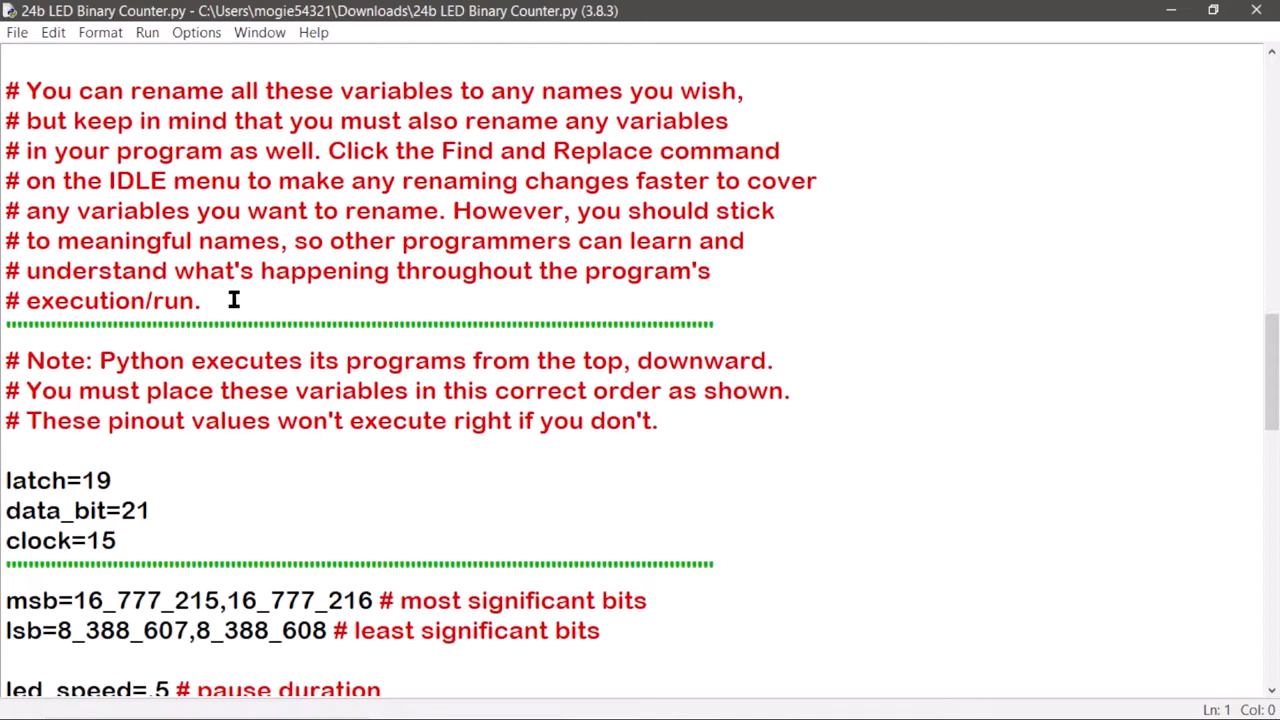 24b LED Binary Counter.py - C:\Users\mogie54321\Downloads\24b LED Binary Counter.py (3.8.3)
File Edit Format Run Options Window Help
# You can rename all these variables to any names you wish,
# but keep in mind that you must also rename any variables
# in your program as well. Click the Find and Replace command
# on the IDLE menu to make any renaming changes faster to cover
# any variables you want to rename. However, you should stick
# to meaningful names, so other programmers can learn and
# understand what's happening throughout the program's
# execution/run.
# Note: Python executes its programs from the top, downward.
# You must place these variables in this correct order as shown.
# These pinout values won't execute right if you don't.
latch=19
data_bit=21
clock=15
msb=16_777_215,16_777_216 # most significant bits
lsb=8_388_607,8_388_608 # least significant bits
led_speed=.5 # pause duration
Ln: 1 Col: 0